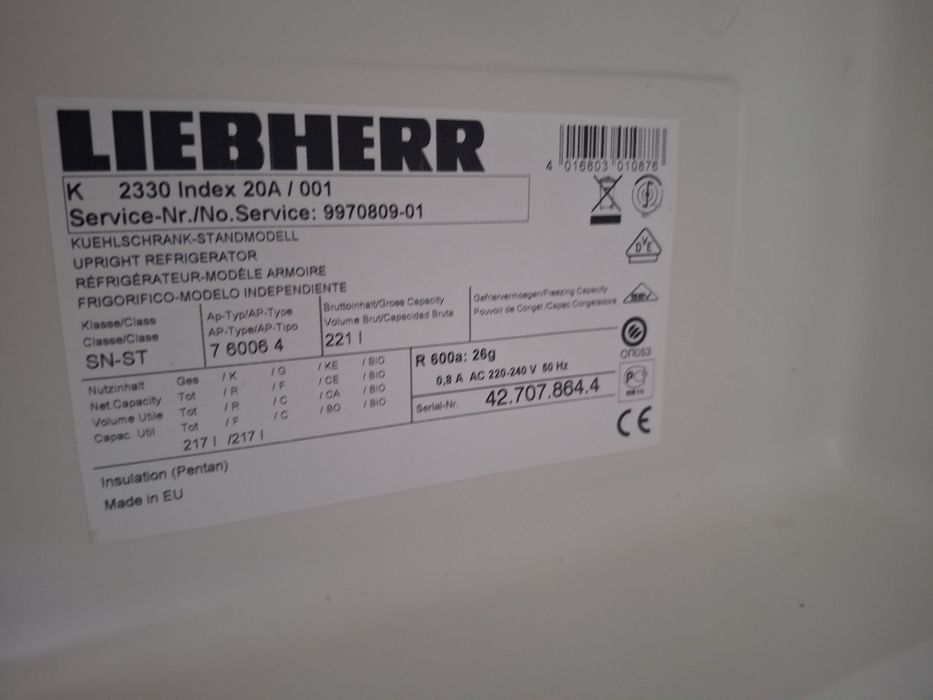 LIEBHERR
4 016803 010876
K 2330 Index 20A / 001
Service-Nr./No.Service: 9970809-01
KUEHLSCHRANK-STANDMODELL
UPRIGHT REFRIGERATOR
RÉFRIGÉRATEUR-MODÈLE ARMOIRE
FRIGORIFICO-MODELO INDEPENDIENTE
DVE
Klasse/Class
Classe/Clase
SN-ST
Ap-Typ/AP-Type
AP-Type/AP-Tipo
7 6006 4
Bruttoinhalt/Gross Capacity
Volume Brut/Capacidad Bruta
221 l
Gefriervermoegen/Freezing Capacity
Pouvoir de Congel./Capac.Congeladora
Nutzinhalt Ges / K / G / KE / BIO
Net.Capacity Tot / R / F / CE / BIO
Volume Utile Tot / R / C / CA / BIO
Capac. Util Tot / F / C / BO / BIO
217 l /217 l
R 600a: 26g
0,8 A AC 220-240 V 50 Hz
Serial-Nr. 42.707.864.4
CE
Insulation (Pentan)
Made in EU